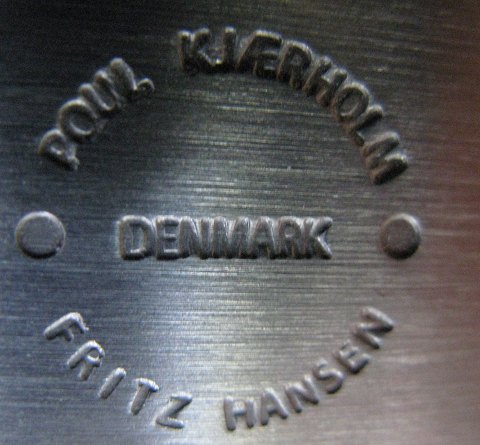 POUL KJÆRHOLM
DENMARK
FRITZ HANSEN